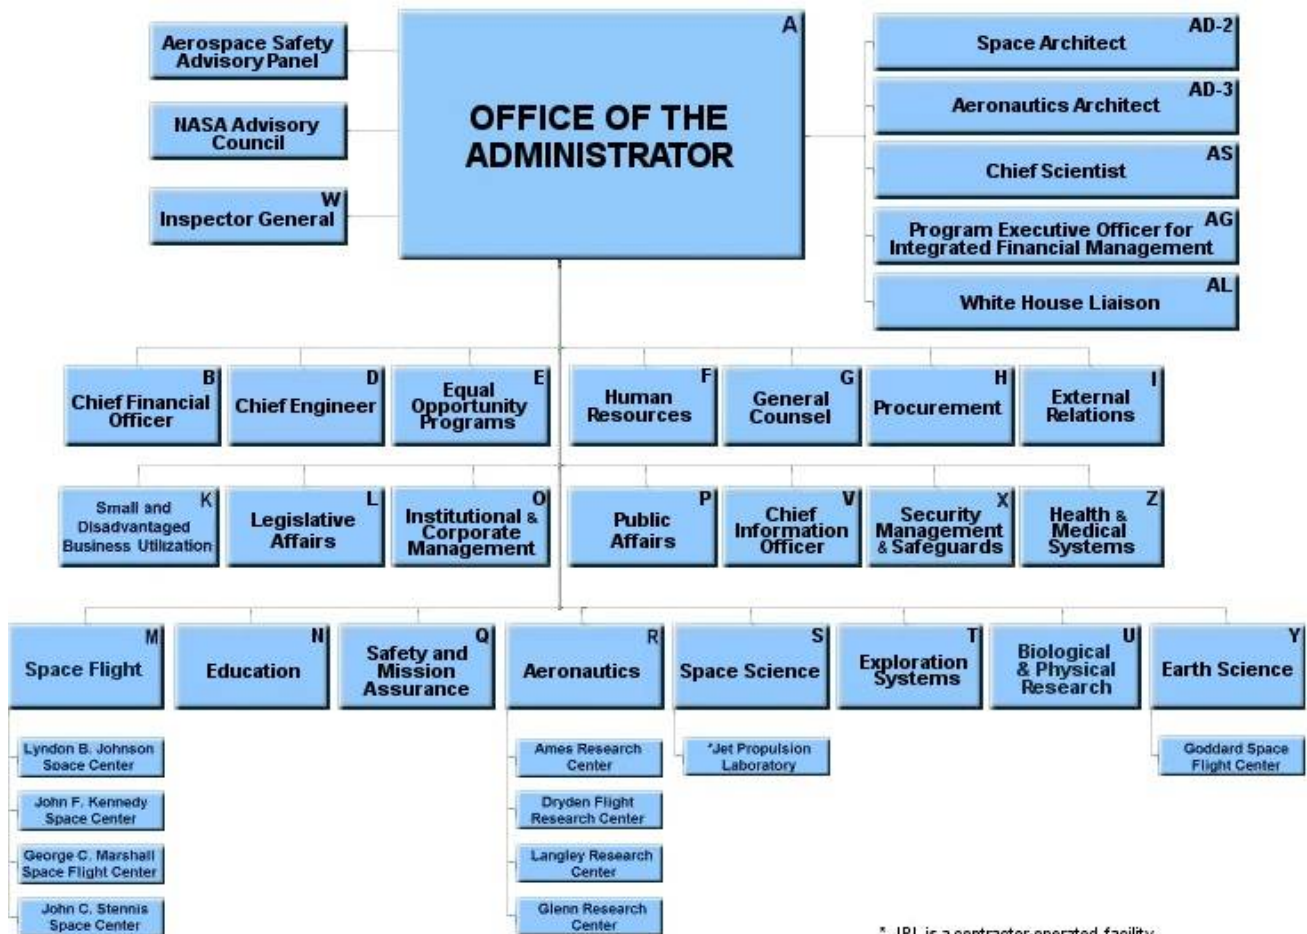 A
OFFICE OF THE
ADMINISTRATOR
Aerospace Safety
Advisory Panel
NASA Advisory
Council
W
Inspector General
AD-2
Space Architect
AD-3
Aeronautics Architect
AS
Chief Scientist
AG
Program Executive Officer for
Integrated Financial Management
AL
White House Liaison
B
Chief Financial
Officer
D
Chief Engineer
E
Equal
Opportunity
Programs
F
Human
Resources
G
General
Counsel
H
Procurement
I
External
Relations
K
Small and
Disadvantaged
Business Utilization
L
Legislative
Affairs
O
Institutional &
Corporate
Management
P
Public
Affairs
V
Chief
Information
Officer
X
Security
Management
& Safeguards
Z
Health &
Medical
Systems
M
Space Flight
N
Education
Q
Safety and
Mission
Assurance
R
Aeronautics
S
Space Science
T
Exploration
Systems
U
Biological
& Physical
Research
Y
Earth Science
Lyndon B. Johnson
Space Center
John F. Kennedy
Space Center
George C. Marshall
Space Flight Center
John C. Stennis
Space Center
Ames Research
Center
Dryden Flight
Research Center
Langley Research
Center
Glenn Research
Center
*Jet Propulsion
Laboratory
Goddard Space
Flight Center
* JPL is a contractor operated facility